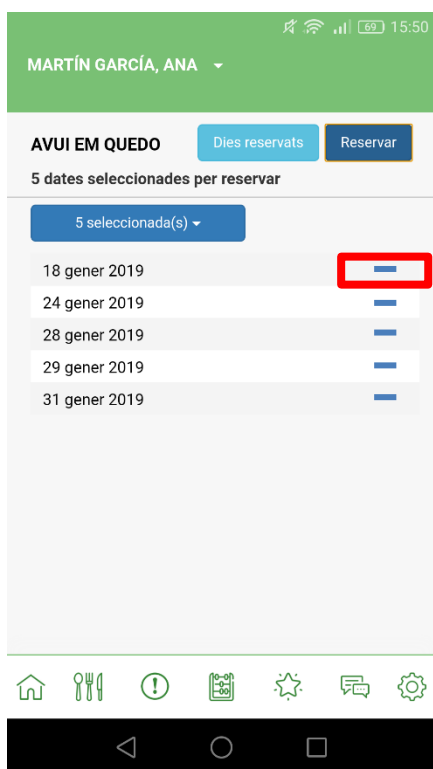 69 15:50
MARTÍN GARCÍA, ANA
AVUI EM QUEDO Dies reservats Reservar
5 dates seleccionades per reservar
5 seleccionada(s)
18 gener 2019
24 gener 2019
28 gener 2019
29 gener 2019
31 gener 2019